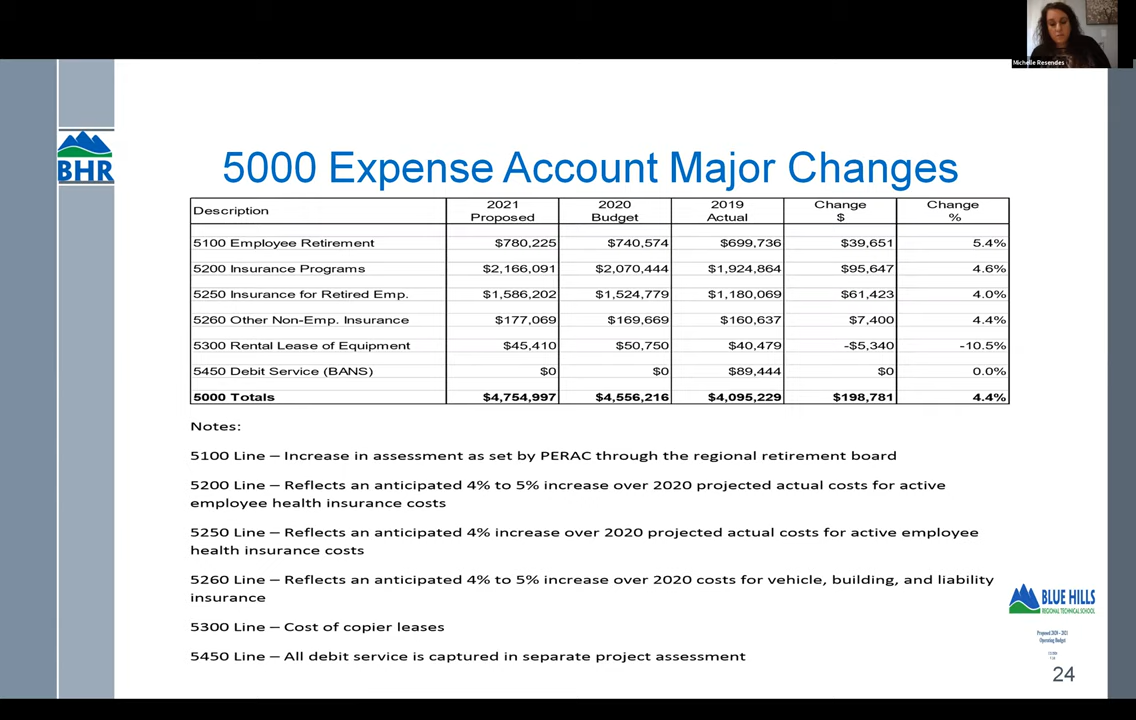 Michelle Resendes
BHR
5000 Expense Account Major Changes
Description 2021 Proposed 2020 Budget 2019 Actual Change $ Change %
5100 Employee Retirement $780,225 $740,574 $699,736 $39,651 5.4%
5200 Insurance Programs $2,166,091 $2,070,444 $1,924,864 $95,647 4.6%
5250 Insurance for Retired Emp. $1,586,202 $1,524,779 $1,180,069 $61,423 4.0%
5260 Other Non-Emp. Insurance $177,069 $169,669 $160,637 $7,400 4.4%
5300 Rental Lease of Equipment $45,410 $50,750 $40,479 -$5,340 -10.5%
5450 Debit Service (BANS) $0 $0 $89,444 $0 0.0%
5000 Totals $4,754,997 $4,556,216 $4,095,229 $198,781 4.4%
Notes:
5100 Line – Increase in assessment as set by PERAC through the regional retirement board
5200 Line – Reflects an anticipated 4% to 5% increase over 2020 projected actual costs for active
employee health insurance costs
5250 Line – Reflects an anticipated 4% increase over 2020 projected actual costs for active employee
health insurance costs
5260 Line – Reflects an anticipated 4% to 5% increase over 2020 costs for vehicle, building, and liability
insurance
5300 Line – Cost of copier leases
5450 Line – All debit service is captured in separate project assessment
BLUE HILLS
REGIONAL TECHNICAL SCHOOL
Proposed 2020 – 2021
Operating Budget
24